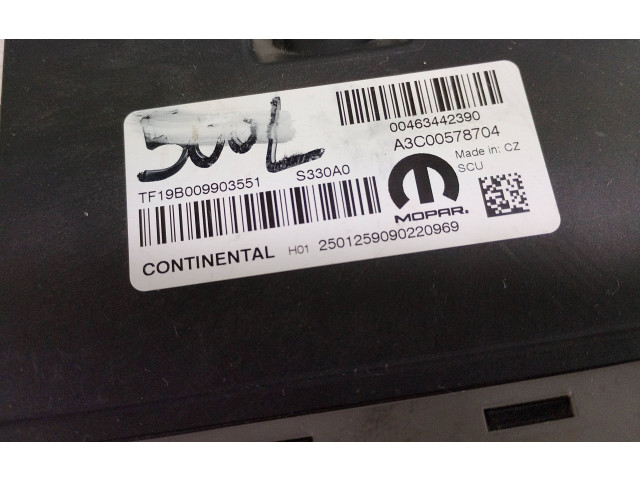 500L
00463442390
A3C00578704
Made in: CZ
SCU
TF19B009903551 S330A0
MOPAR.
CONTINENTAL H01 2501259090220969